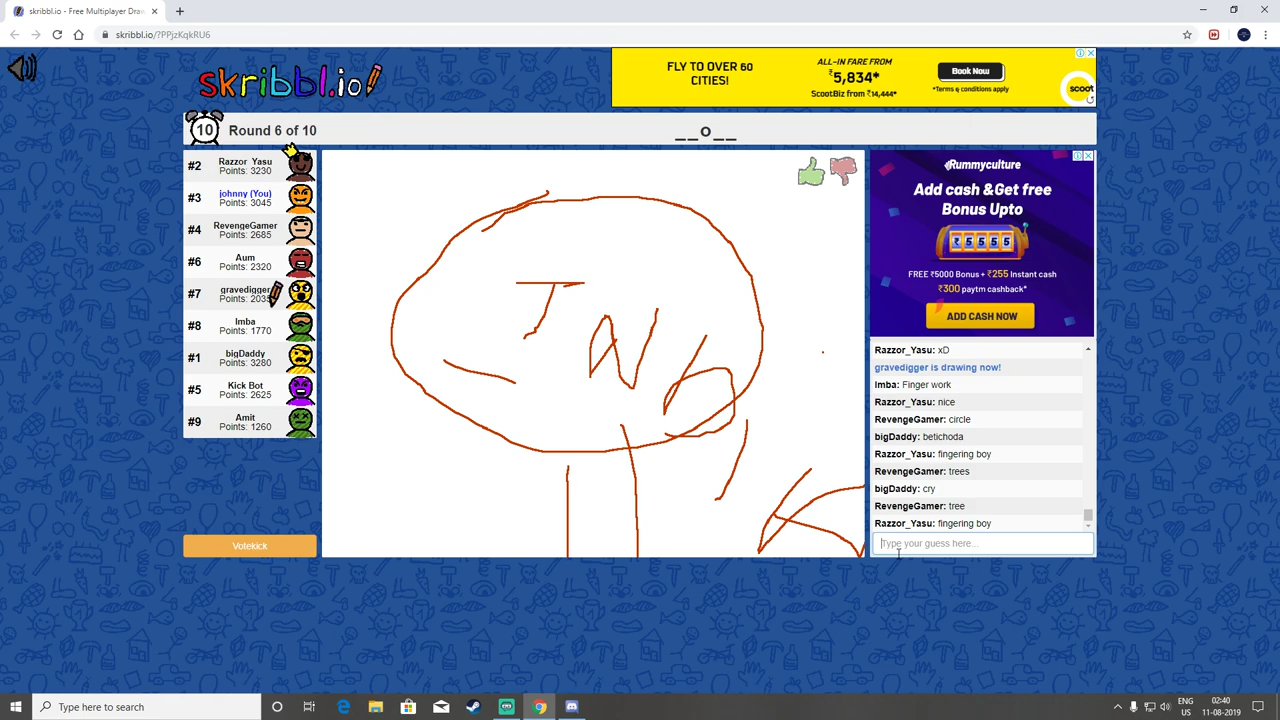 skribbl.io - Free Multiplayer Draw
skribbl.io/?PPjzKqkRU6
skribbl.io
FLY TO OVER 60 CITIES!
ALL-IN FARE FROM
₹5,834*
ScootBiz from ₹14,444*
Book Now
*Terms & conditions apply
scoot
10
Round 6 of 10
__o__
#2 Razzor_Yasu
Points: 3230
#3 johnny (You)
Points: 3045
#4 RevengeGamer
Points: 2685
#6 Aum
Points: 2320
#7 gravedigger
Points: 2035
#8 Imba
Points: 1770
#1 bigDaddy
Points: 3280
#5 Kick Bot
Points: 2625
#9 Amit
Points: 1260
Votekick
Rummyculture
Add cash &Get free
Bonus Upto
₹ 5 5 5 5
FREE ₹5000 Bonus + ₹255 Instant cash
₹300 paytm cashback*
ADD CASH NOW
Razzor_Yasu: xD
gravedigger is drawing now!
Imba: Finger work
Razzor_Yasu: nice
RevengeGamer: circle
bigDaddy: betichoda
Razzor_Yasu: fingering boy
RevengeGamer: trees
bigDaddy: cry
RevengeGamer: tree
Razzor_Yasu: fingering boy
Type your guess here...
Type here to search
ENG
US
02:40
11-08-2019